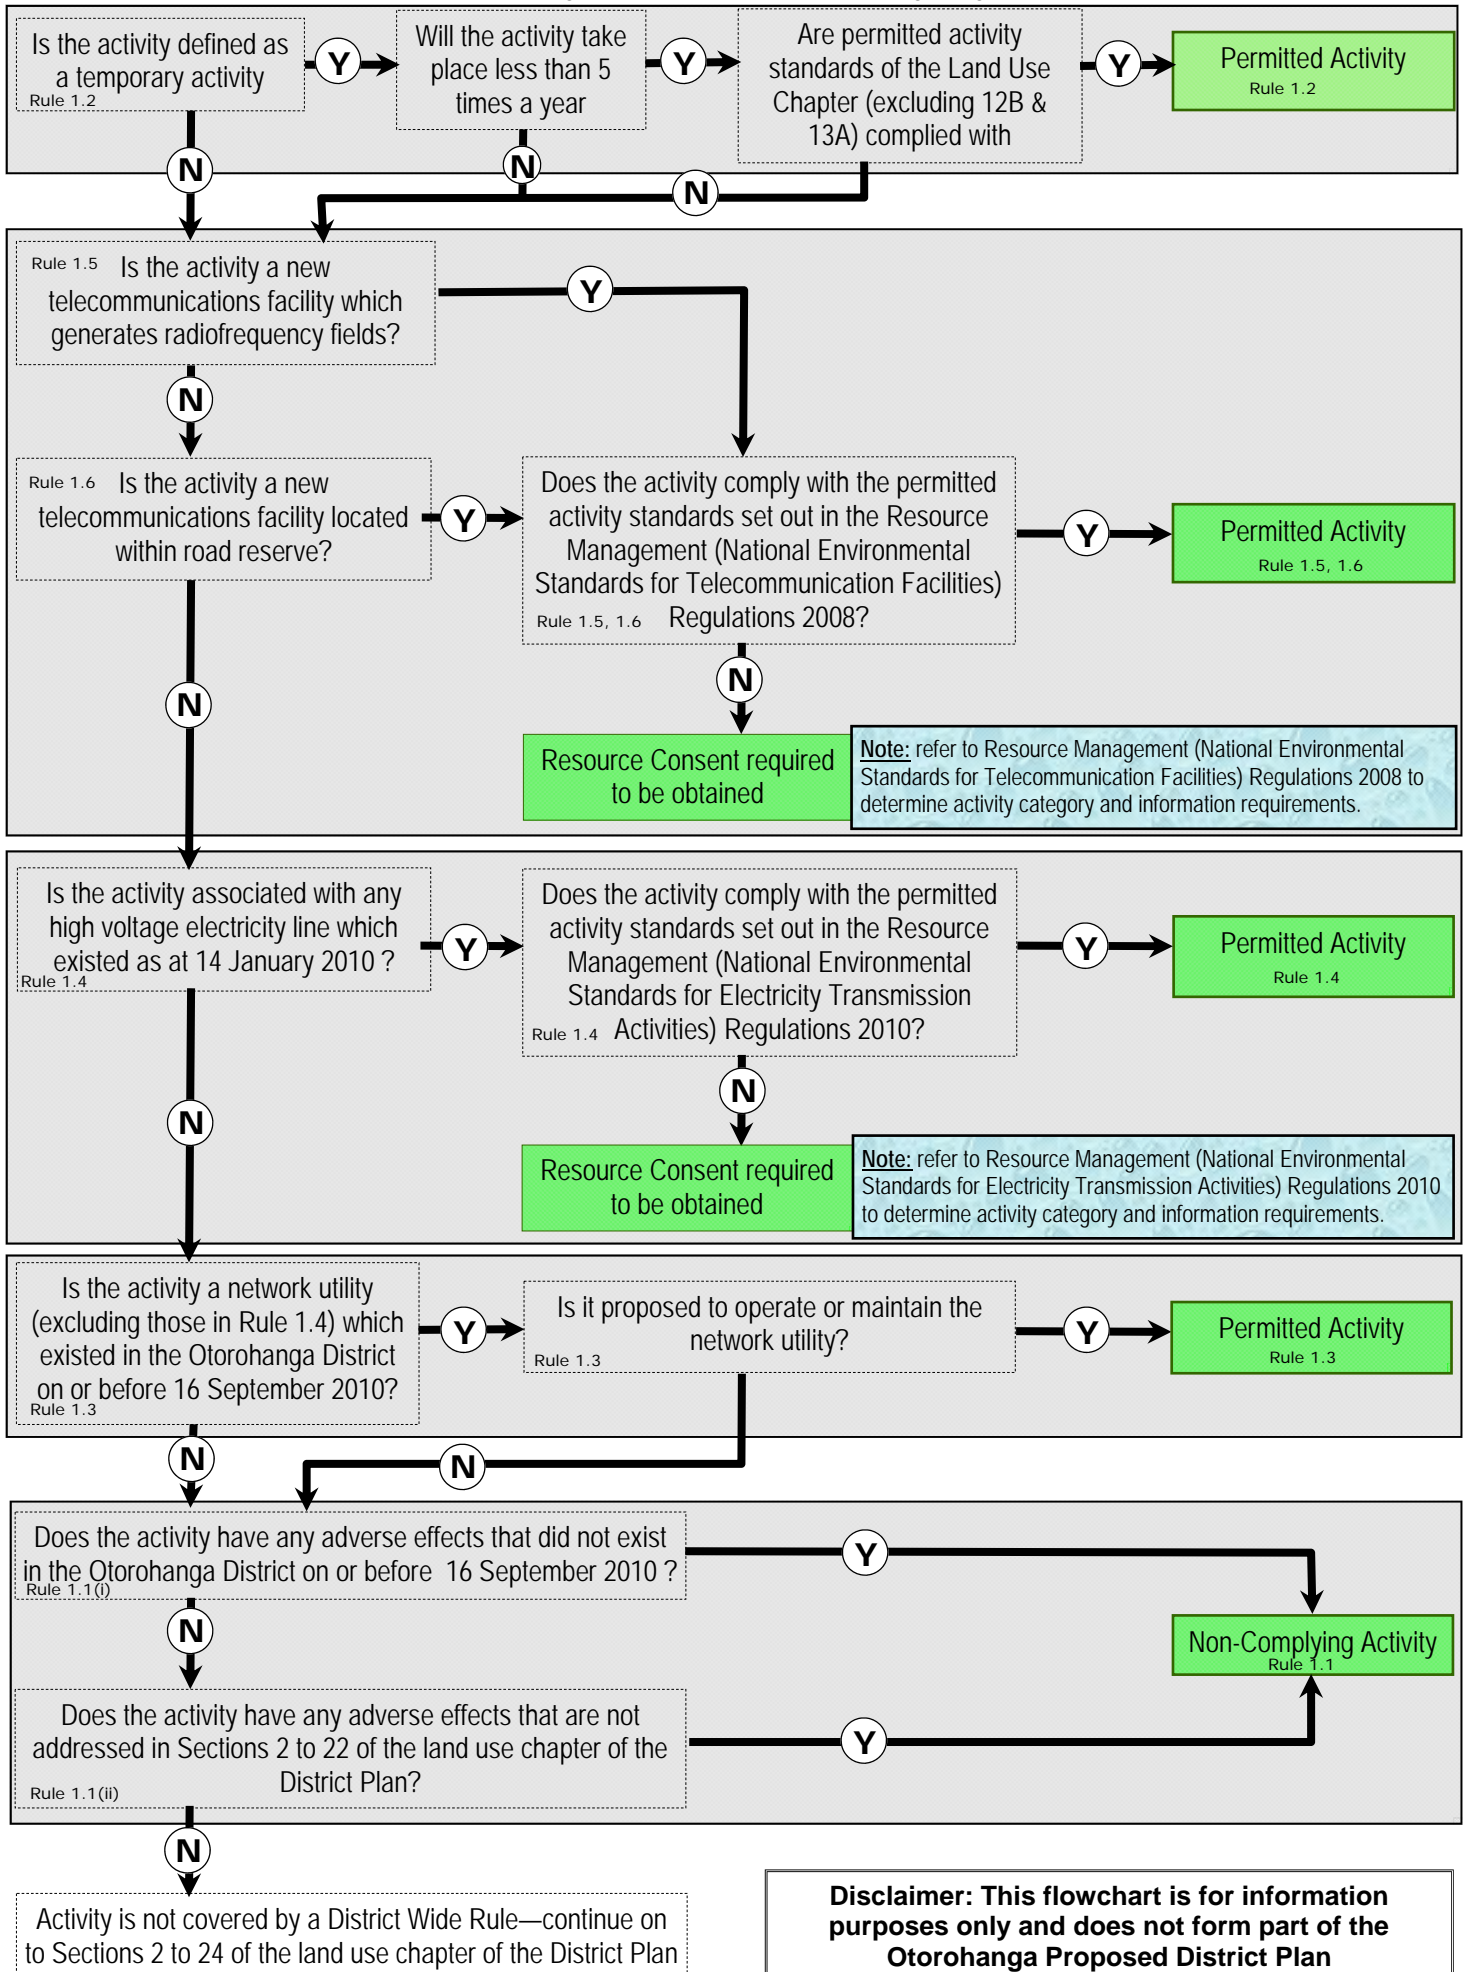 Is the activity defined as
a temporary activity
Rule 1.2
Y
Will the activity take
place less than 5
times a year
Y
Are permitted activity
standards of the Land Use
Chapter (excluding 12B &
13A) complied with
Y
Permitted Activity
Rule 1.2
N
N
N
Rule 1.5 Is the activity a new
telecommunications facility which
generates radiofrequency fields?
Y
N
Rule 1.6 Is the activity a new
telecommunications facility located
within road reserve?
Y
Does the activity comply with the permitted
activity standards set out in the Resource
Management (National Environmental
Standards for Telecommunication Facilities)
Rule 1.5, 1.6 Regulations 2008?
Y
Permitted Activity
Rule 1.5, 1.6
N
N
Resource Consent required
to be obtained
Note: refer to Resource Management (National Environmental
Standards for Telecommunication Facilities) Regulations 2008 to
determine activity category and information requirements.
Is the activity associated with any
high voltage electricity line which
existed as at 14 January 2010 ?
Rule 1.4
Y
Does the activity comply with the permitted
activity standards set out in the Resource
Management (National Environmental
Standards for Electricity Transmission
Rule 1.4 Activities) Regulations 2010?
Y
Permitted Activity
Rule 1.4
N
N
Resource Consent required
to be obtained
Note: refer to Resource Management (National Environmental
Standards for Electricity Transmission Activities) Regulations 2010
to determine activity category and information requirements.
Is the activity a network utility
(excluding those in Rule 1.4) which
existed in the Otorohanga District
on or before 16 September 2010?
Rule 1.3
Y
Is it proposed to operate or maintain the
network utility?
Rule 1.3
Y
Permitted Activity
Rule 1.3
N
N
Does the activity have any adverse effects that did not exist
in the Otorohanga District on or before 16 September 2010 ?
Rule 1.1(i)
Y
N
Non-Complying Activity
Rule 1.1
Does the activity have any adverse effects that are not
addressed in Sections 2 to 22 of the land use chapter of the
District Plan?
Rule 1.1(ii)
Y
N
Activity is not covered by a District Wide Rule—continue on
to Sections 2 to 24 of the land use chapter of the District Plan
Disclaimer: This flowchart is for information
purposes only and does not form part of the
Otorohanga Proposed District Plan